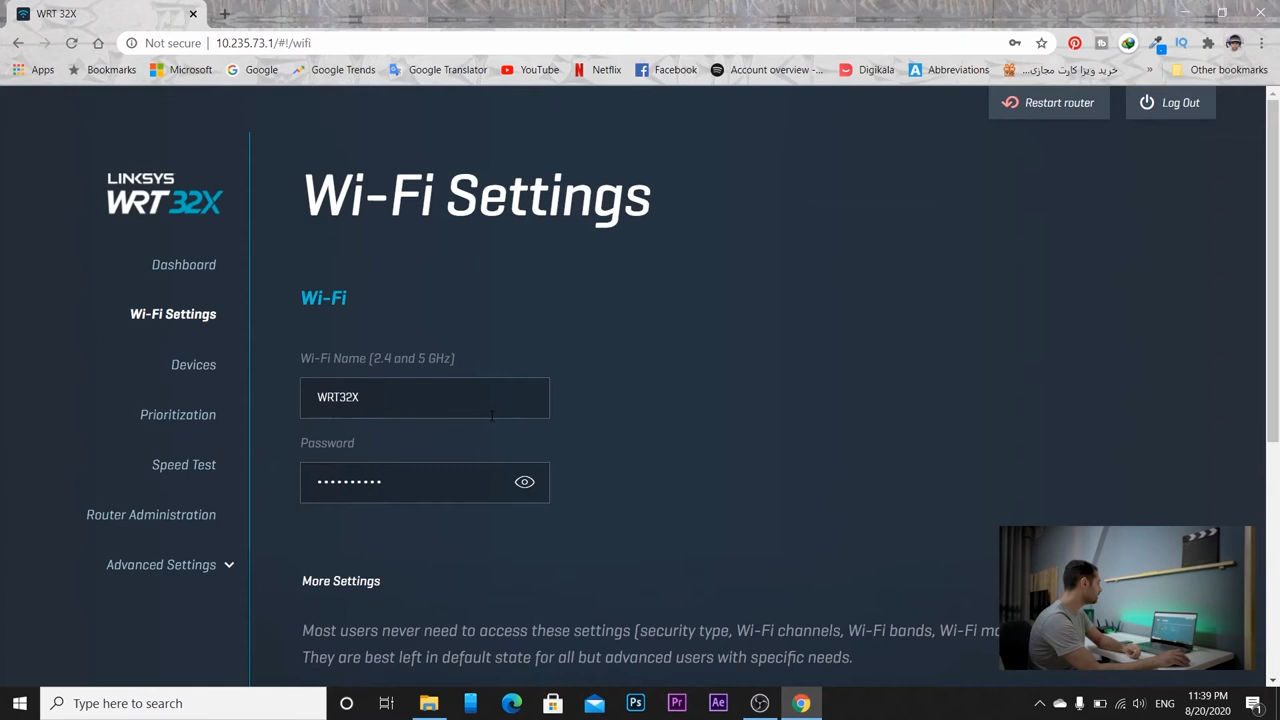 WRT 32X
Not secure
10.235.73.1/#!/wifi
Apps
Bookmarks
Microsoft
Google
Google Trends
Google Translator
YouTube
Netflix
Facebook
Account overview -...
Digikala
Abbreviations
خرید ویزا کارت مجازی...
Other bookmarks
Restart router
Log Out
LINKSYS
WRT 32X
Dashboard
Wi-Fi Settings
Devices
Prioritization
Speed Test
Router Administration
Advanced Settings
Wi-Fi Settings
Wi-Fi
Wi-Fi Name (2.4 and 5 GHz)
WRT32X
Password
••••••••••
More Settings
Most users never need to access these settings (security type, Wi-Fi channels, Wi-Fi bands, Wi-Fi
They are best left in default state for all but advanced users with specific needs.
Type here to search
Ps
Pr
Ae
ENG
11:39 PM
8/20/2020